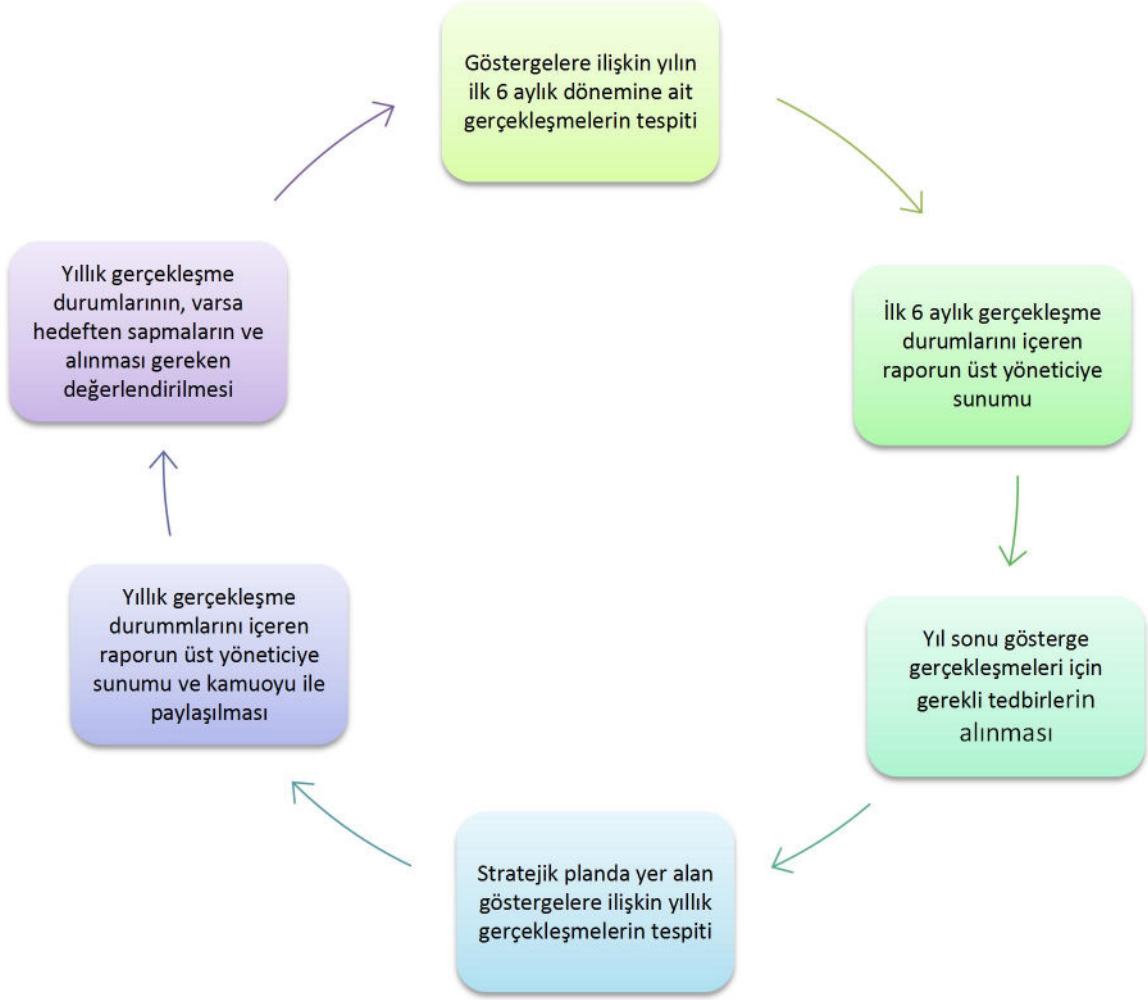 Göstergelere ilişkin yılın
ilk 6 aylık dönemine ait
gerçekleşmelerin tespiti
İlk 6 aylık gerçekleşme
durumlarını içeren
raporun üst yöneticiye
sunumu
Yıl sonu gösterge
gerçekleşmeleri için
gerekli tedbirlerin
alınması
Stratejik planda yer alan
göstergelere ilişkin yıllık
gerçekleşmelerin tespiti
Yıllık gerçekleşme
durummlarını içeren
raporun üst yöneticiye
sunumu ve kamuoyu ile
paylaşılması
Yıllık gerçekleşme
durumlarının, varsa
hedeften sapmaların ve
alınması gereken
değerlendirilmesi